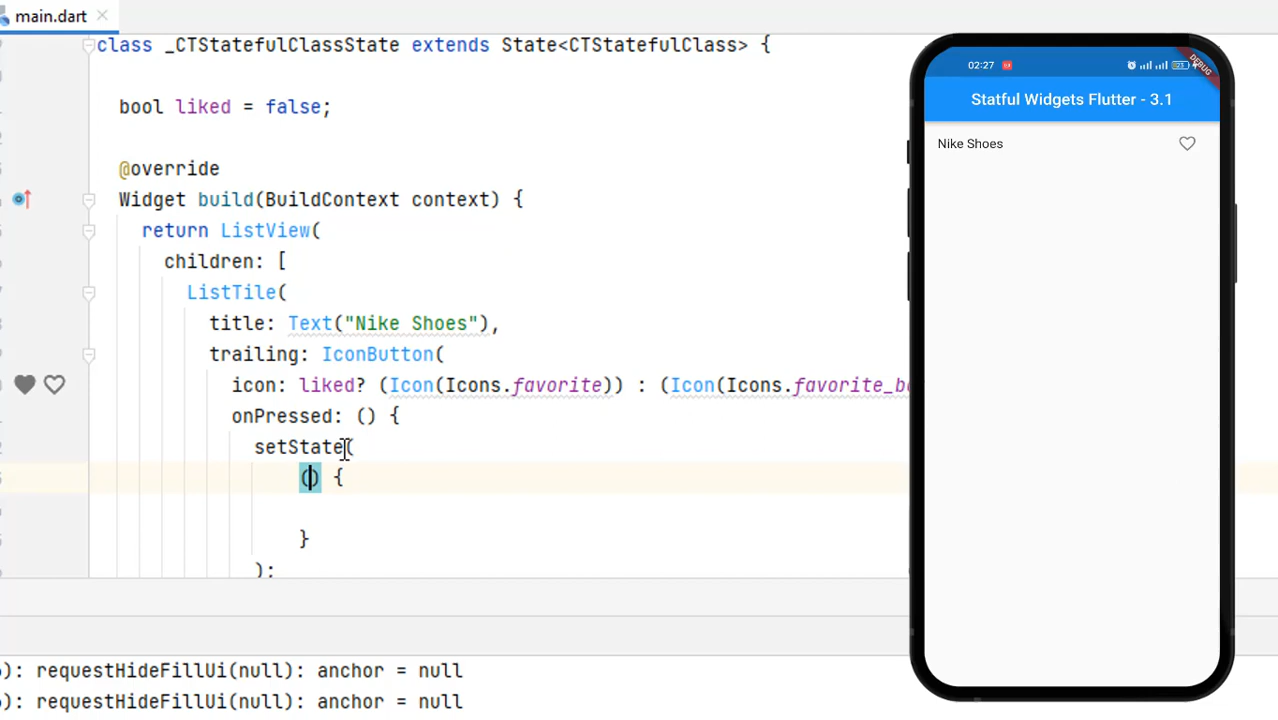 main.dart
class _CTStatefulClassState extends State<CTStatefulClass> {
bool liked = false;
@override
Widget build(BuildContext context) {
return ListView(
children: [
ListTile(
title: Text("Nike Shoes"),
trailing: IconButton(
icon: liked? (Icon(Icons.favorite)) : (Icon(Icons.favorite_b
onPressed: () {
setState(
() {
}
);
): requestHideFillUi(null): anchor = null
): requestHideFillUi(null): anchor = null
02:27
DEBUG
Statful Widgets Flutter - 3.1
Nike Shoes